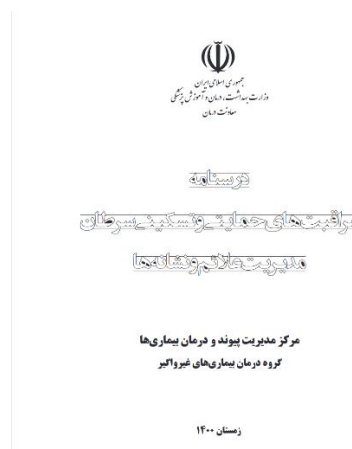 جمهوری اسلامی ایران
وزارت بهداشت، درمان و آموزش پزشکی
معاونت درمان
درسنامه
مراقبت‌های حمایتی و تسکینی سرطان
مدیریت علائم و نشانه‌ها
مرکز مدیریت پیوند و درمان بیماری‌ها
گروه درمان بیماری‌های غیرواگیر
زمستان ۱۴۰۰